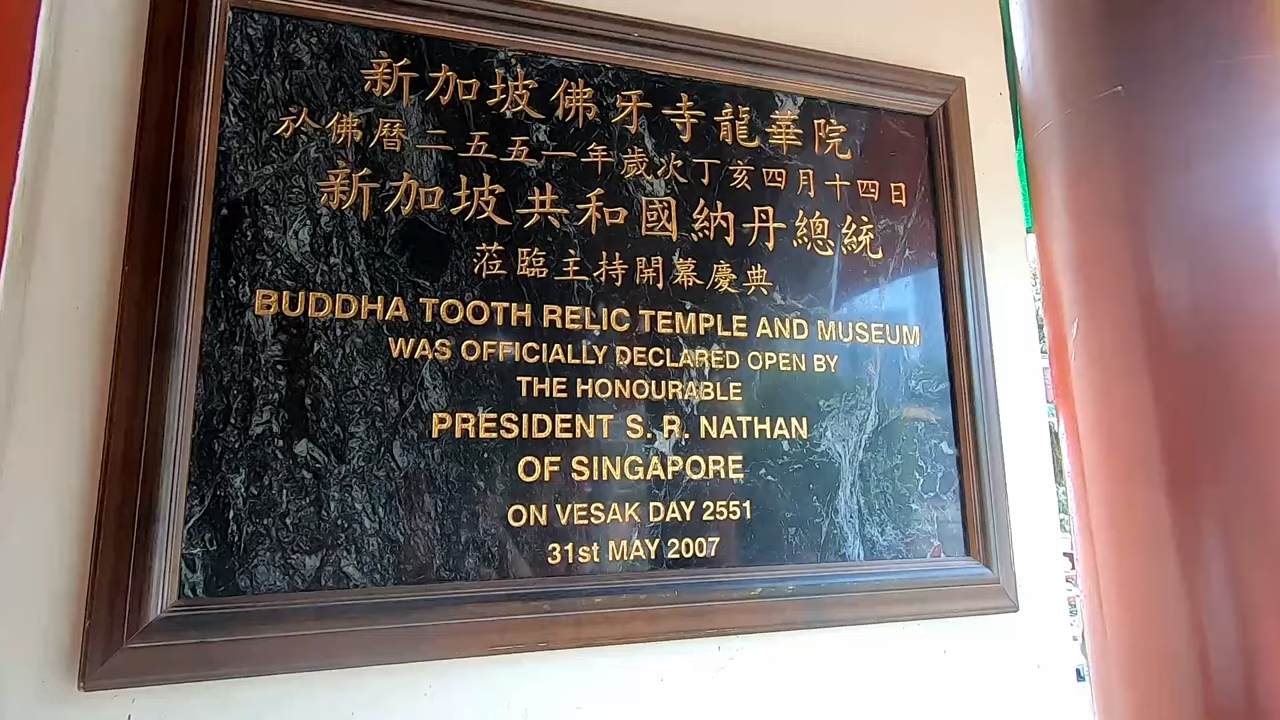 新加坡佛牙寺龍華院
於佛曆二五五一年歲次丁亥四月十四日
新加坡共和國納丹總統
蒞臨主持開幕慶典
BUDDHA TOOTH RELIC TEMPLE AND MUSEUM
WAS OFFICIALLY DECLARED OPEN BY
THE HONOURABLE
PRESIDENT S. R. NATHAN
OF SINGAPORE
ON VESAK DAY 2551
31st MAY 2007